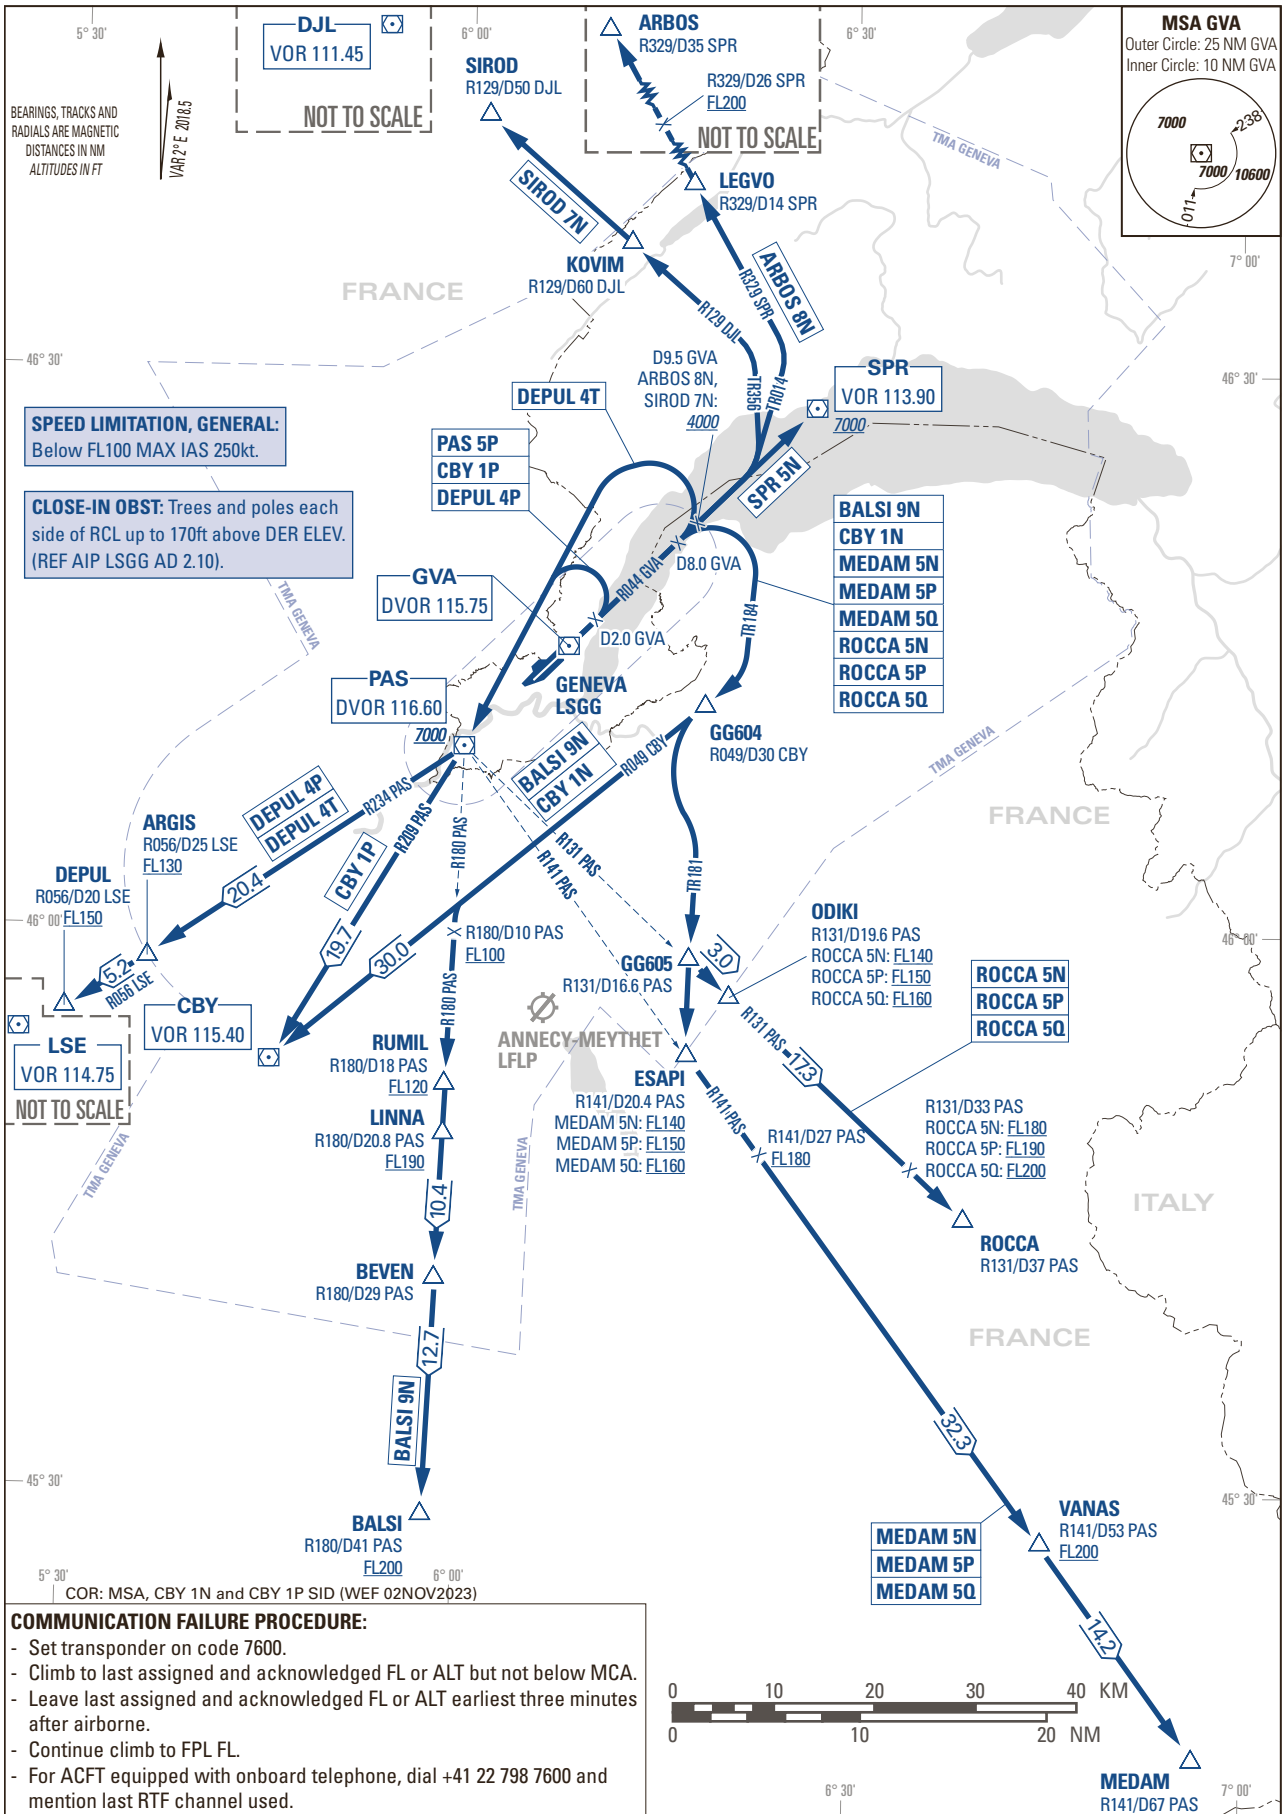 5° 30'
DJL
VOR 111.45
NOT TO SCALE
6° 00'
SIROD
R129/D50 DJL
ARBOS
R329/D35 SPR
R329/D26 SPR
FL200
NOT TO SCALE
6° 30'
MSA GVA
Outer Circle: 25 NM GVA
Inner Circle: 10 NM GVA
7000
238
7000
10600
011
BEARINGS, TRACKS AND
RADIALS ARE MAGNETIC
DISTANCES IN NM
ALTITUDES IN FT
VAR 2° E 2018.5
TMA GENEVA
LEGVO
R329/D14 SPR
SIROD 7N
KOVIM
R129/D60 DJL
FRANCE
7° 00'
ARBOS 8N
R329 SPR
R129 DJL
46° 30'
46° 30'
D9.5 GVA
ARBOS 8N,
SIROD 7N:
4000
TR356
TR014
SPR
VOR 113.90
7000
SPEED LIMITATION, GENERAL:
Below FL100 MAX IAS 250kt.
DEPUL 4T
PAS 5P
CBY 1P
DEPUL 4P
SPR 5N
CLOSE-IN OBST: Trees and poles each
side of RCL up to 170ft above DER ELEV.
(REF AIP LSGG AD 2.10).
BALSI 9N
CBY 1N
MEDAM 5N
MEDAM 5P
MEDAM 5Q
ROCCA 5N
ROCCA 5P
ROCCA 5Q
TMA GENEVA
GVA
DVOR 115.75
R044 GVA
D8.0 GVA
D2.0 GVA
TR184
PAS
DVOR 116.60
7000
GENEVA
LSGG
GG604
R049/D30 CBY
TMA GENEVA
BALSI 9N
CBY 1N
R049 CBY
FRANCE
DEPUL 4P
DEPUL 4T
R234 PAS
R209 PAS
CBY 1P
R180 PAS
R131 PAS
R141 PAS
TR181
ARGIS
R056/D25 LSE
FL130
DEPUL
R056/D20 LSE
FL150
20.4
19.7
30.0
46° 00'
46° 00'
R180/D10 PAS
FL100
ODIKI
R131/D19.6 PAS
ROCCA 5N: FL140
ROCCA 5P: FL150
ROCCA 5Q: FL160
3.0
GG605
R131/D16.6 PAS
ROCCA 5N
ROCCA 5P
ROCCA 5Q
5.2
R056 LSE
CBY
VOR 115.40
LSE
VOR 114.75
NOT TO SCALE
R180 PAS
ANNECY-MEYTHET
LFLP
RUMIL
R180/D18 PAS
FL120
LINNA
R180/D20.8 PAS
FL190
R131 PAS
17.3
ESAPI
R141/D20.4 PAS
MEDAM 5N: FL140
MEDAM 5P: FL150
MEDAM 5Q: FL160
R141 PAS
R141/D27 PAS
FL180
R131/D33 PAS
ROCCA 5N: FL180
ROCCA 5P: FL190
ROCCA 5Q: FL200
TMA GENEVA
TMA GENEVA
10.4
ITALY
ROCCA
R131/D37 PAS
BEVEN
R180/D29 PAS
12.7
FRANCE
BALSI 9N
32.3
45° 30'
45° 30'
BALSI
R180/D41 PAS
FL200
VANAS
R141/D53 PAS
FL200
MEDAM 5N
MEDAM 5P
MEDAM 5Q
14.2
5° 30'
6° 00'
COR: MSA, CBY 1N and CBY 1P SID (WEF 02NOV2023)
COMMUNICATION FAILURE PROCEDURE:
- Set transponder on code 7600.
- Climb to last assigned and acknowledged FL or ALT but not below MCA.
- Leave last assigned and acknowledged FL or ALT earliest three minutes
after airborne.
- Continue climb to FPL FL.
- For ACFT equipped with onboard telephone, dial +41 22 798 7600 and
mention last RTF channel used.
0 10 20 30 40 KM
0 10 20 NM
MEDAM
R141/D67 PAS
6° 30'
7° 00'